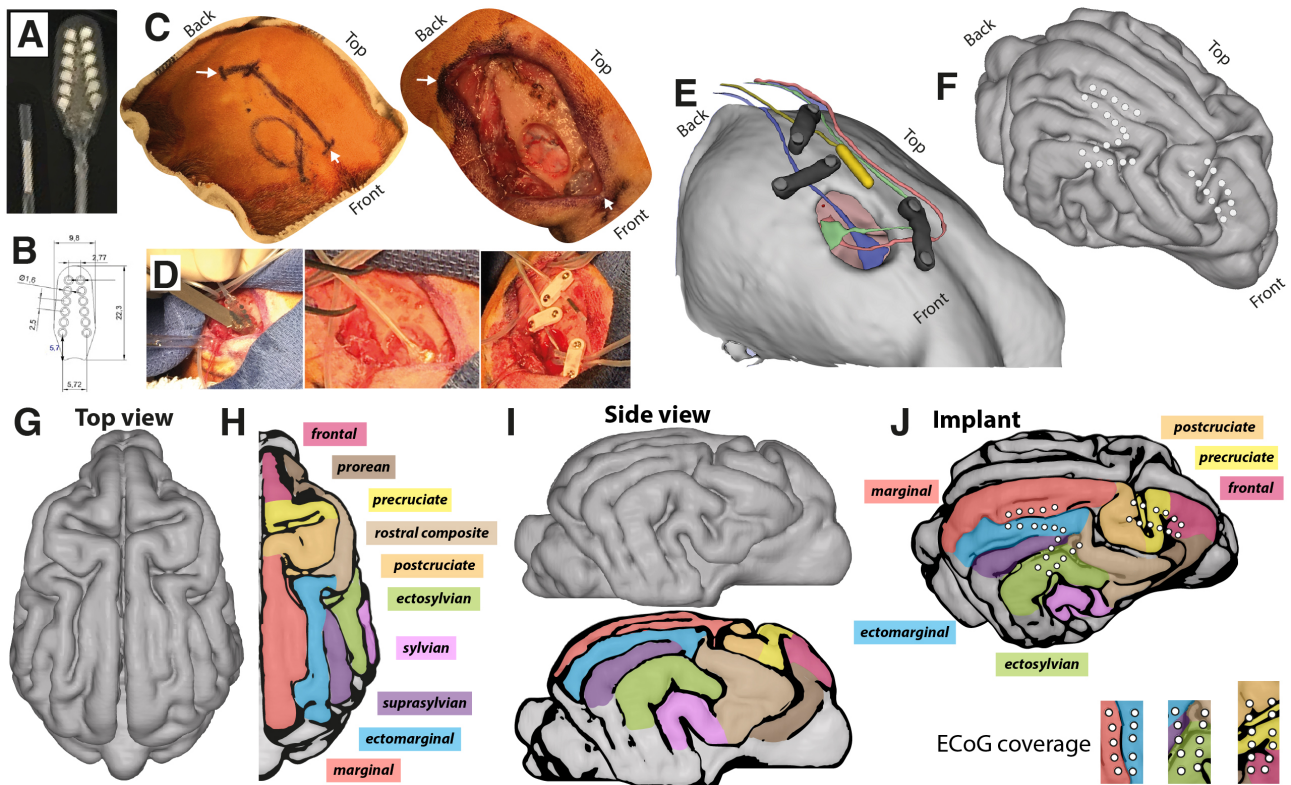 A
B
9,8
2,77
Ø1,6
2,5
22,3
5,7
5,72
C
Back
Top
Front
Back
Top
Front
D
E
Back
Top
Front
F
Back
Top
Front
G
Top view
H
frontal
prorean
precruciate
rostral composite
postcruciate
ectosylvian
sylvian
suprasylvian
ectomarginal
marginal
I
Side view
J
Implant
postcruciate
precruciate
frontal
marginal
ectomarginal
ectosylvian
ECoG coverage